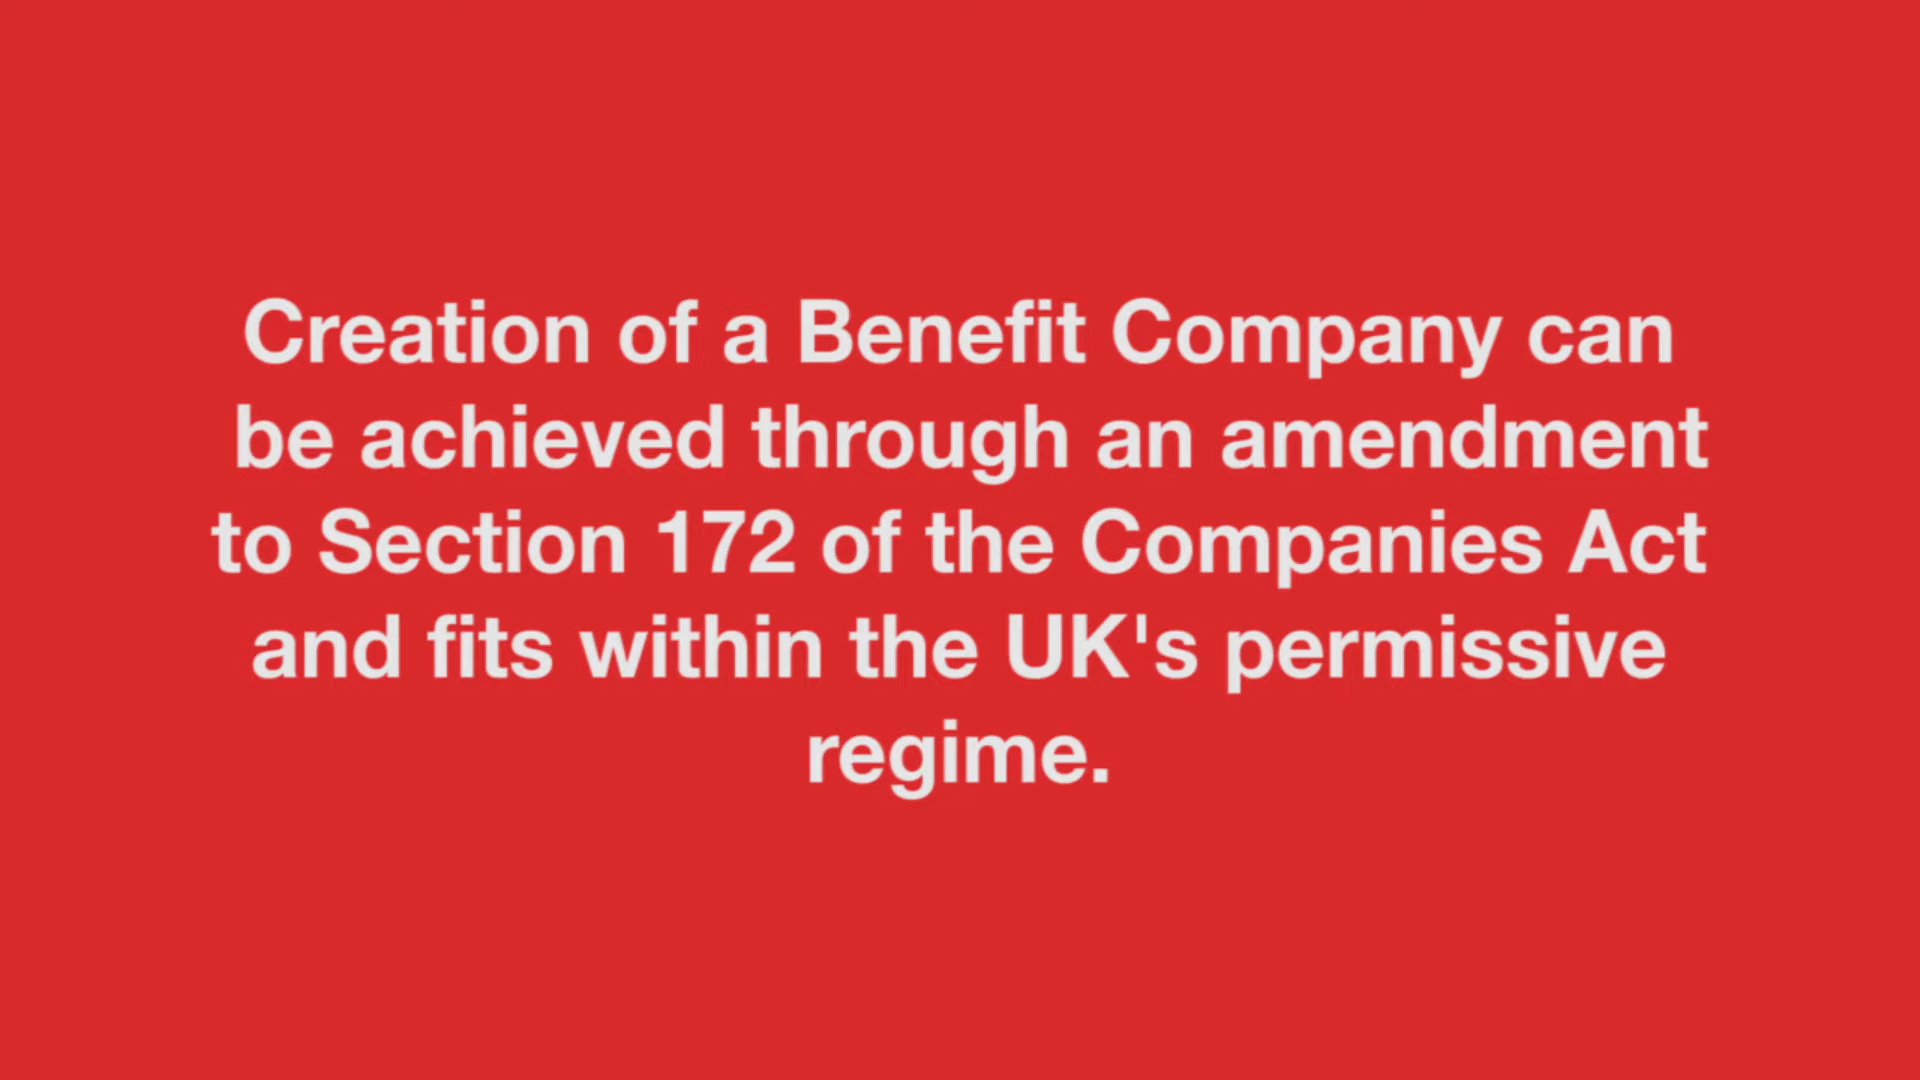 Creation of a Benefit Company can
be achieved through an amendment
to Section 172 of the Companies Act
and fits within the UK's permissive
regime.